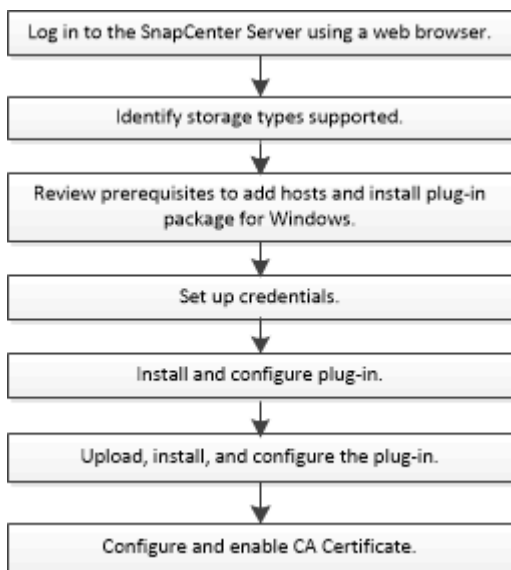 Log in to the SnapCenter Server using a web browser.
Identify storage types supported.
Review prerequisites to add hosts and install plug-in
package for Windows.
Set up credentials.
Install and configure plug-in.
Upload, install, and configure the plug-in.
Configure and enable CA Certificate.